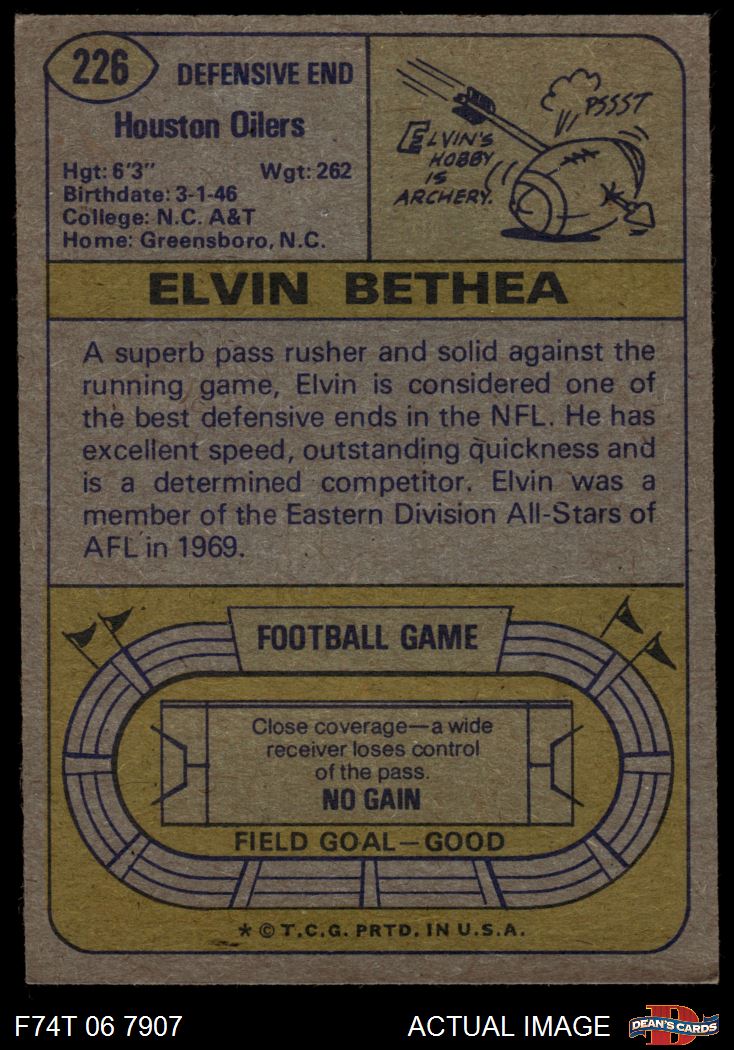 226
DEFENSIVE END
Houston Oilers
Hgt: 6'3" Wgt: 262
Birthdate: 3-1-46
College: N.C. A&T
Home: Greensboro, N.C.
PSSST
ELVIN'S
HOBBY
IS
ARCHERY.
ELVIN BETHEA
A superb pass rusher and solid against the
running game, Elvin is considered one of
the best defensive ends in the NFL. He has
excellent speed, outstanding quickness and
is a determined competitor. Elvin was a
member of the Eastern Division All-Stars of
AFL in 1969.
FOOTBALL GAME
Close coverage—a wide
receiver loses control
of the pass.
NO GAIN
FIELD GOAL—GOOD
* © T.C.G. PRTD. IN U.S.A.
F74T 06 7907
ACTUAL IMAGE
DEAN'S CARDS